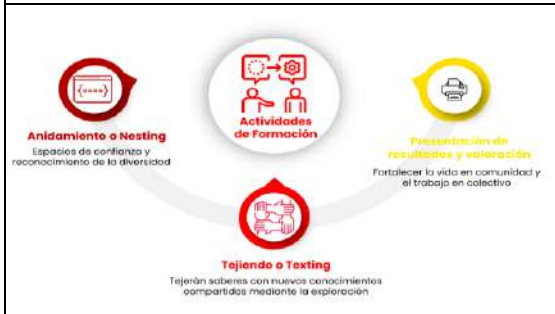 Actividades
de Formación
Anidamiento o Nesting
Espacios de confianza y
reconocimiento de la diversidad
Presentación de
resultados y valoración
Fortalecer la vida en comunidad y
el trabajo en colectivo
Tejiendo o Texting
Tejerán saberes con nuevos conocimientos
compartidos mediante la exploración